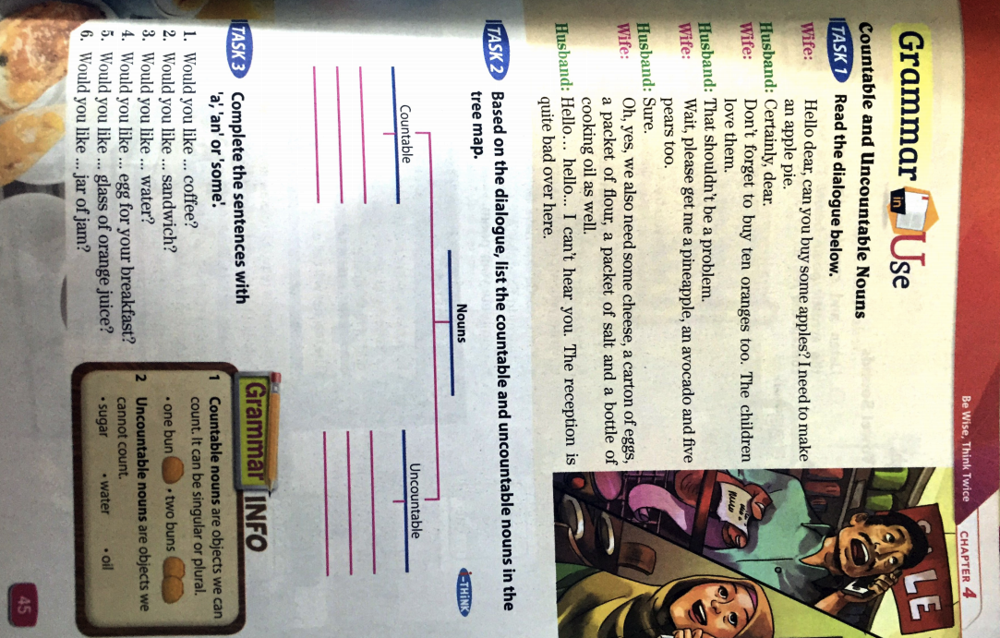 Be Wise, Think Twice CHAPTER 4
Grammar in Use
Countable and Uncountable Nouns
TASK 1 Read the dialogue below.
Wife: Hello dear, can you buy some apples? I need to make
an apple pie.
Husband: Certainly, dear.
Wife: Don't forget to buy ten oranges too. The children
love them.
Husband: That shouldn't be a problem.
Wife: Wait, please get me a pineapple, an avocado and five
pears too.
Husband: Sure.
Wife: Oh, yes, we also need some cheese, a carton of eggs,
a packet of flour, a packet of salt and a bottle of
cooking oil as well.
Husband: Hello... hello... I can't hear you. The reception is
quite bad over here.
TASK 2 Based on the dialogue, list the countable and uncountable nouns in the
tree map.
i-THiNK
Nouns
Countable Uncountable
TASK 3 Complete the sentences with
'a', 'an' or 'some'.
1. Would you like ... coffee?
2. Would you like ... sandwich?
3. Would you like ... water?
4. Would you like ... egg for your breakfast?
5. Would you like ... glass of orange juice?
6. Would you like ... jar of jam?
Grammar INFO
1 Countable nouns are objects we can
count. It can be singular or plural.
• one bun • two buns
2 Uncountable nouns are objects we
cannot count.
• sugar • water • oil
45